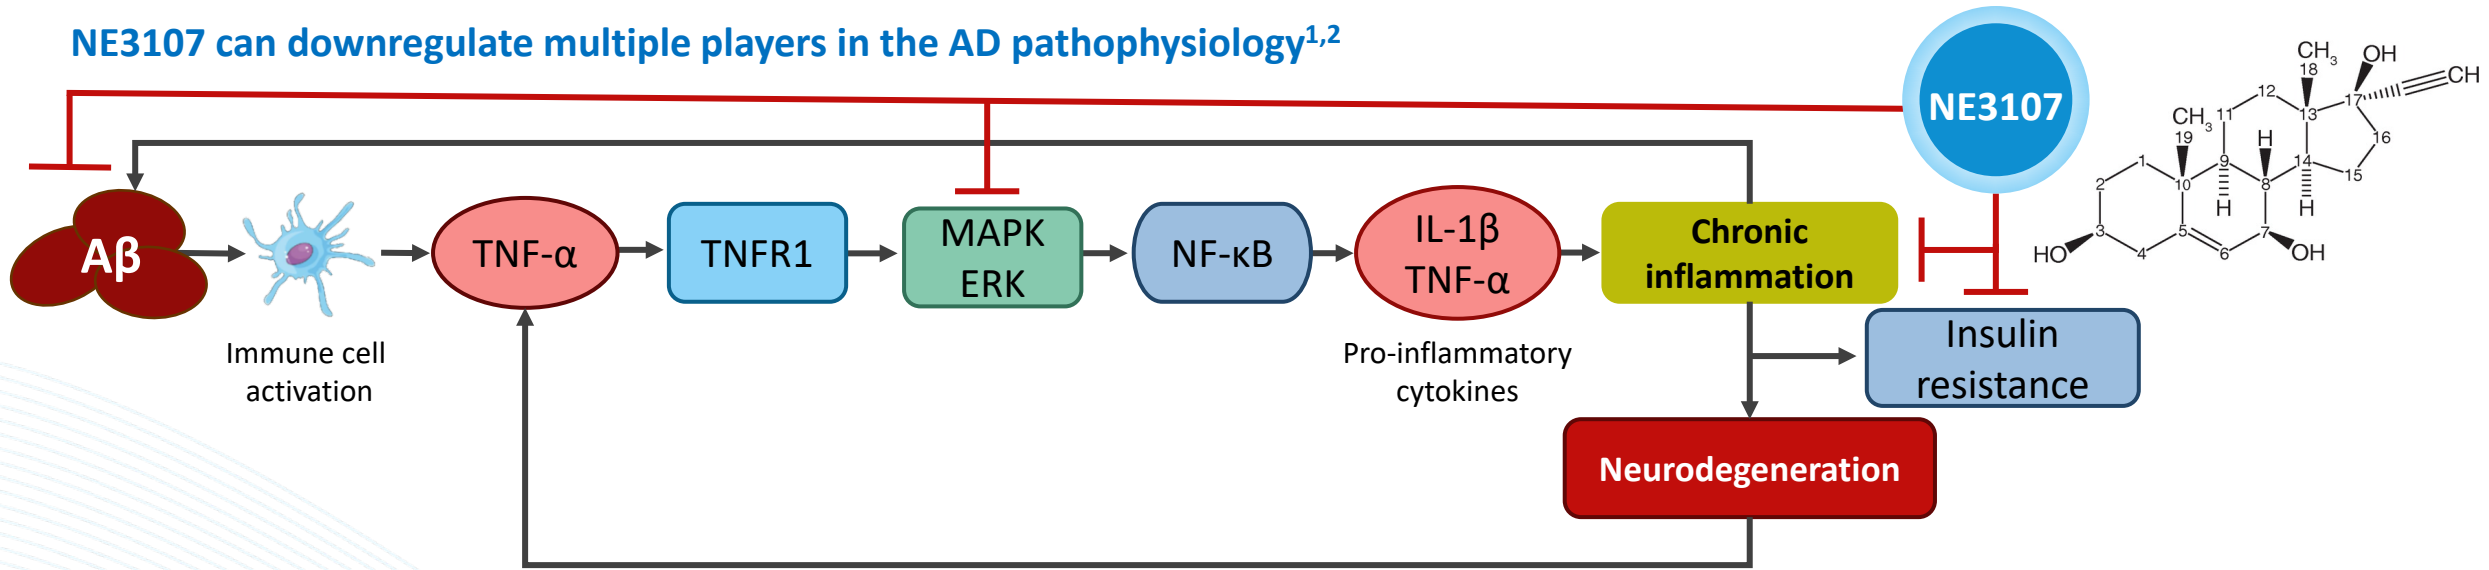 NE3107 can downregulate multiple players in the AD pathophysiology1,2
NE3107
Aβ
Immune cell
activation
TNF-α
TNFR1
MAPK
ERK
NF-κB
IL-1β
TNF-α
Pro-inflammatory
cytokines
Chronic
inflammation
Insulin
resistance
Neurodegeneration
CH3
18
OH
CH
12
17
11
13
CH3
19
H
16
1
9
14
2
10
8
15
H
H
3
5
7
HO
4
6
OH